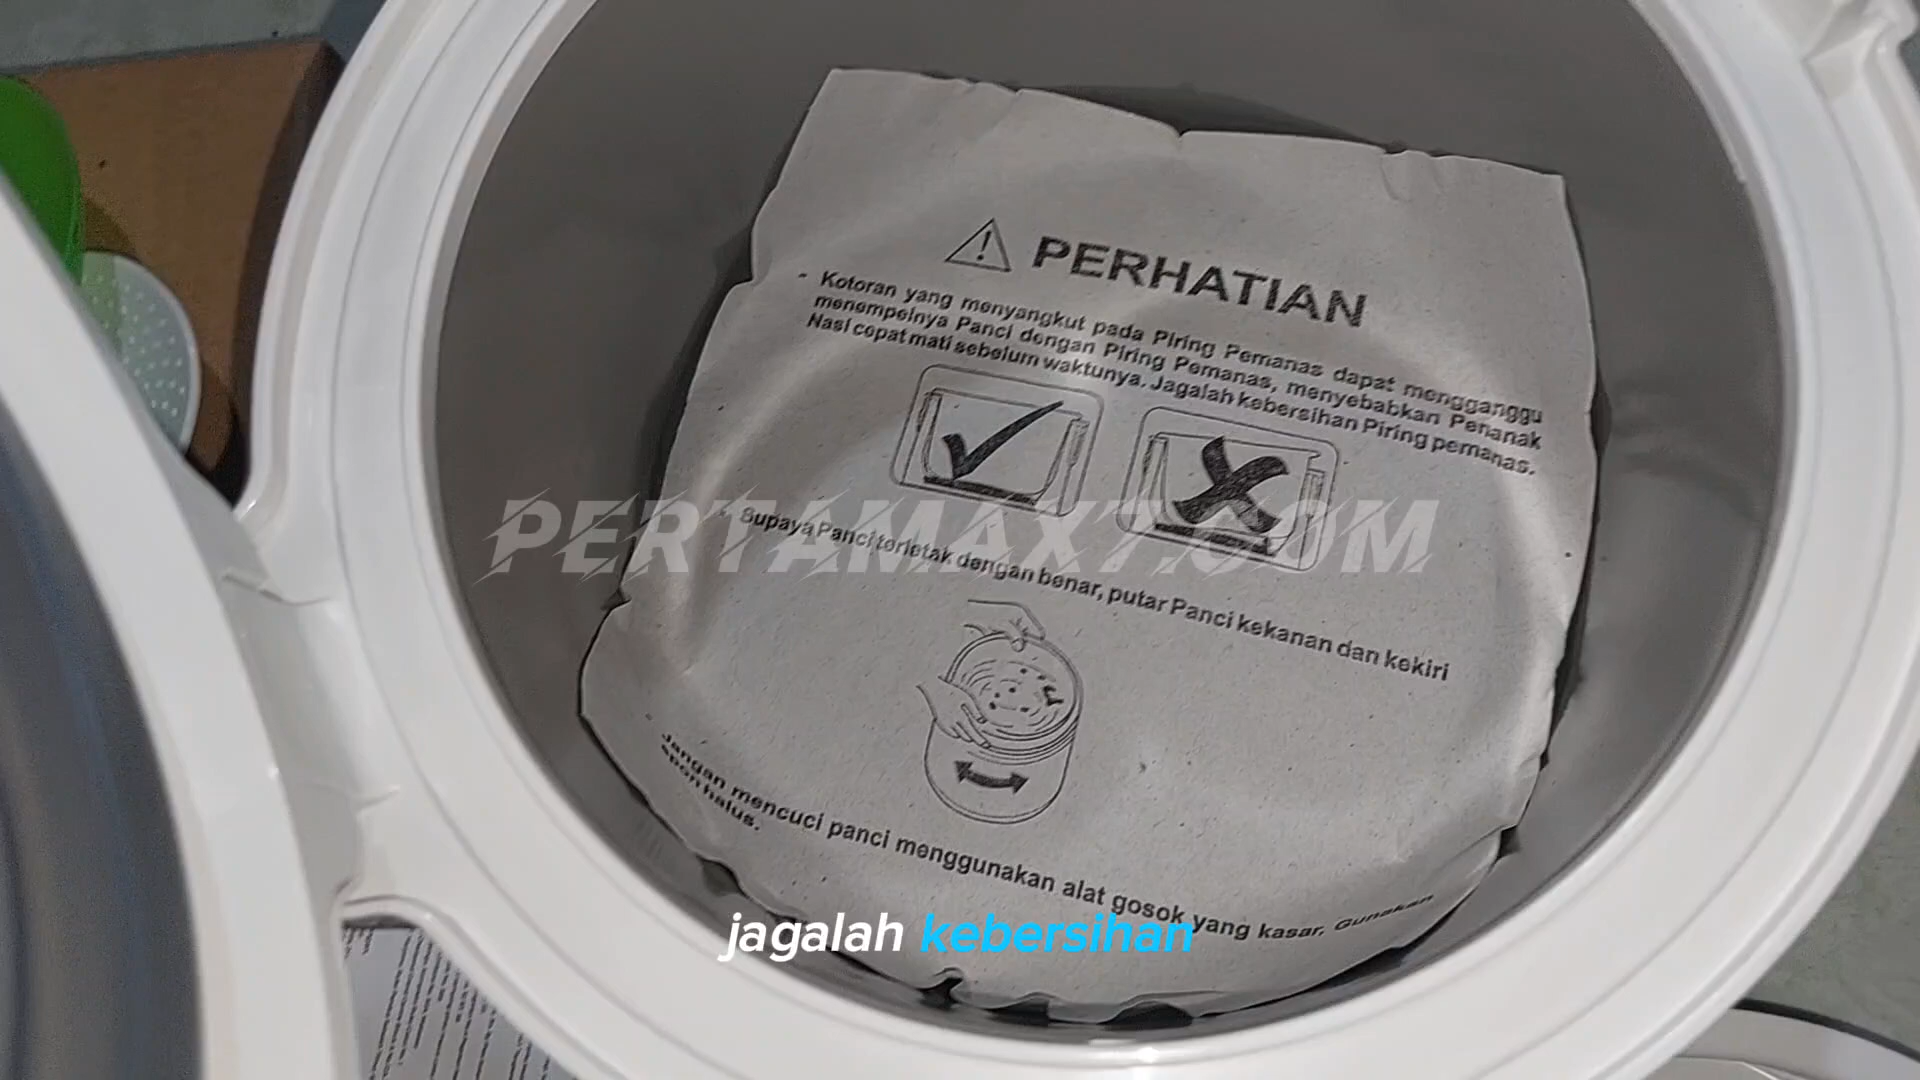 PERHATIAN
- Kotoran yang menyangkut pada Piring Pemanas dapat mengganggu
menempelnya Panci dengan Piring Pemanas, menyebabkan Penanak
Nasi cepat mati sebelum waktunya. Jagalah kebersihan Piring pemanas.
PERTAMAX7.COM
- Supaya Panci terletak dengan benar, putar Panci kekanan dan kekiri
Jangan mencuci panci menggunakan alat gosok yang kasar, Gunakan
spon halus.
jagalah kebersihan